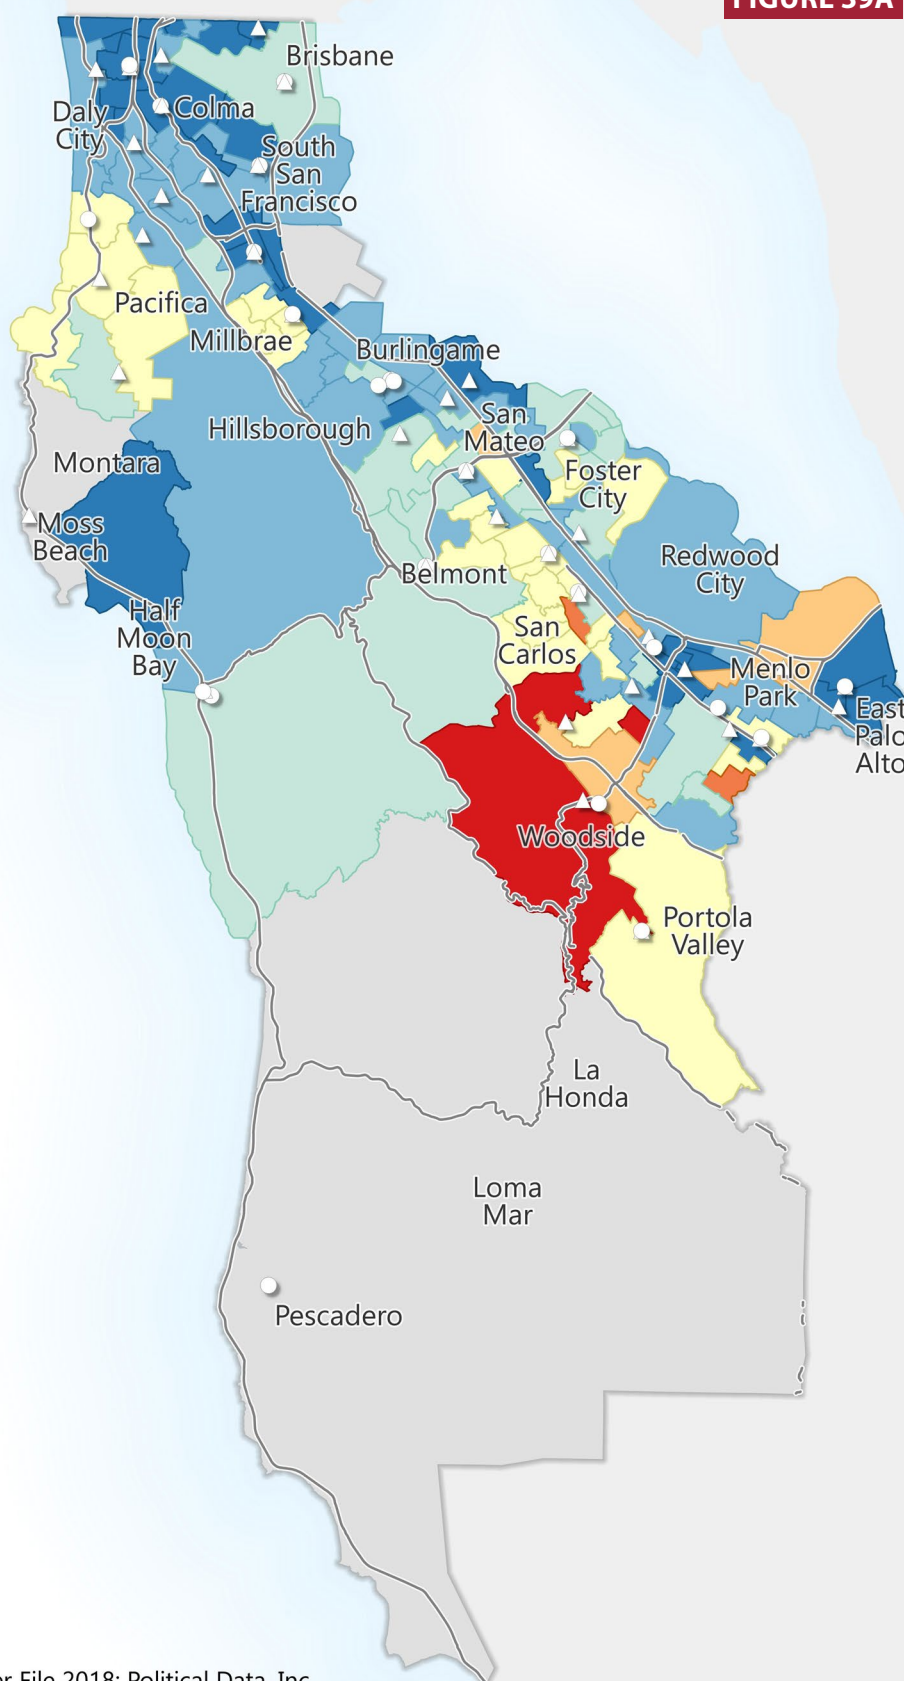 FIGURE 39A
Brisbane
Daly
City
Colma
South
San
Francisco
Pacifica
Millbrae
Burlingame
Hillsborough
San
Mateo
Montara
Foster
City
Moss
Beach
Redwood
City
Belmont
Half
Moon
Bay
San
Carlos
Menlo
Park
East
Palo
Alto
Woodside
Portola
Valley
La
Honda
Loma
Mar
Pescadero
File 2018; Political Data, Inc.